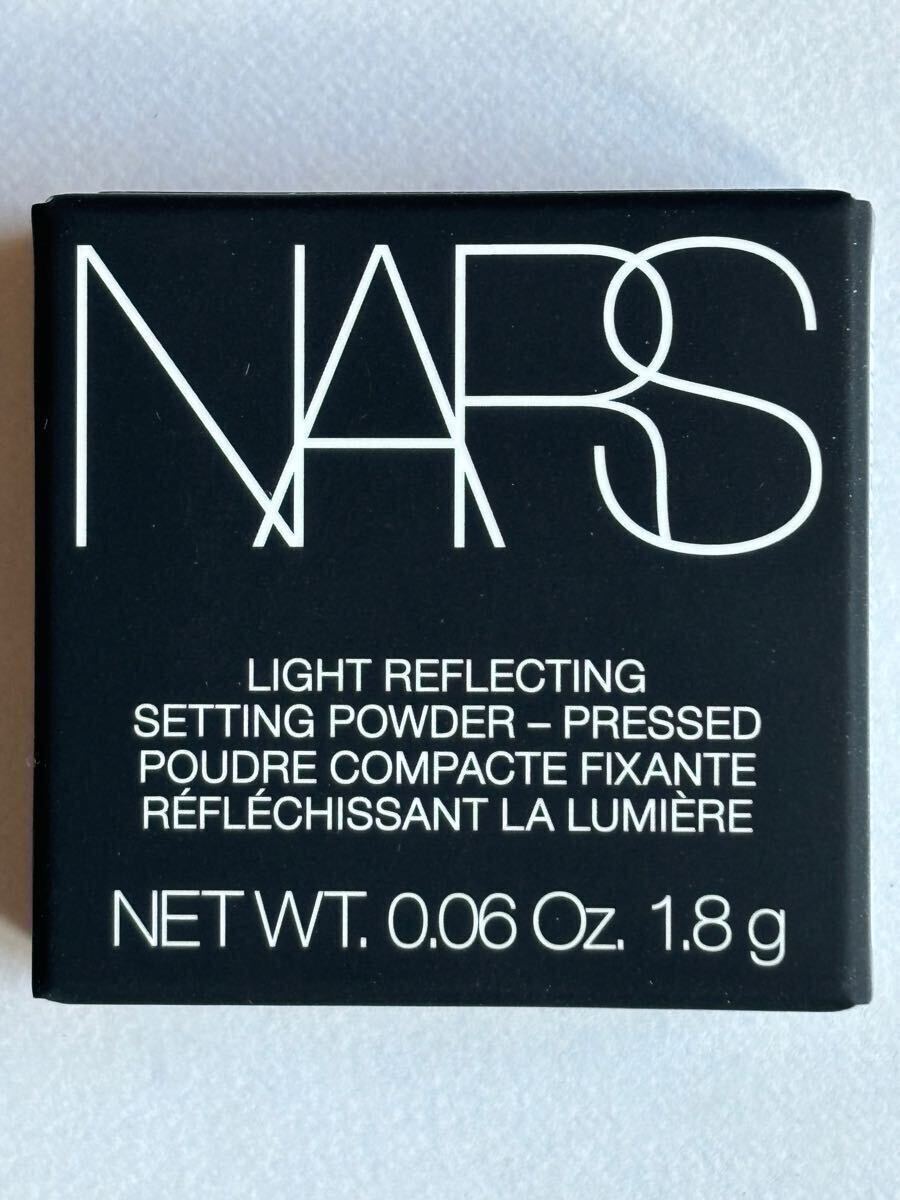 NARS
LIGHT REFLECTING
SETTING POWDER – PRESSED
POUDRE COMPACTE FIXANTE
RÉFLÉCHISSANT LA LUMIÈRE
NET WT. 0.06 Oz. 1.8 g